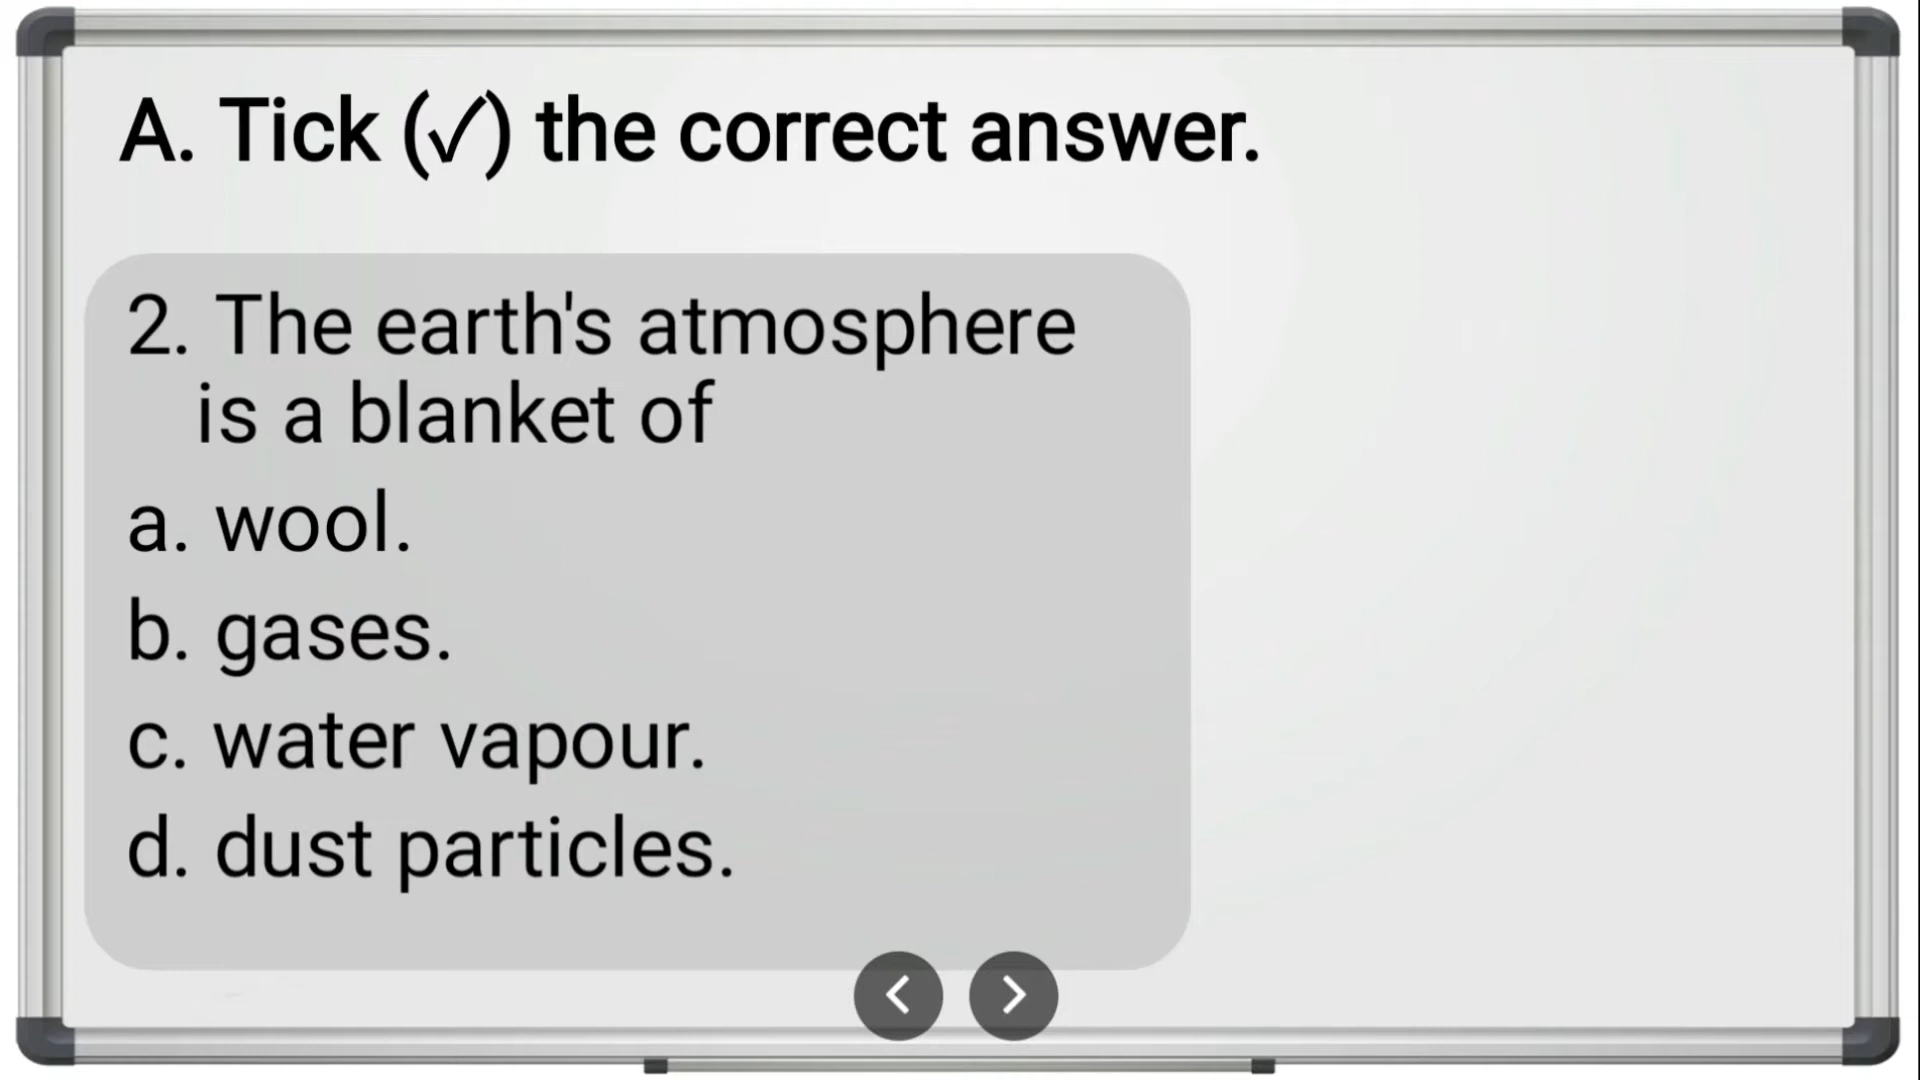 A. Tick (✓) the correct answer.
2. The earth's atmosphere
is a blanket of
a. wool.
b. gases.
c. water vapour.
d. dust particles.